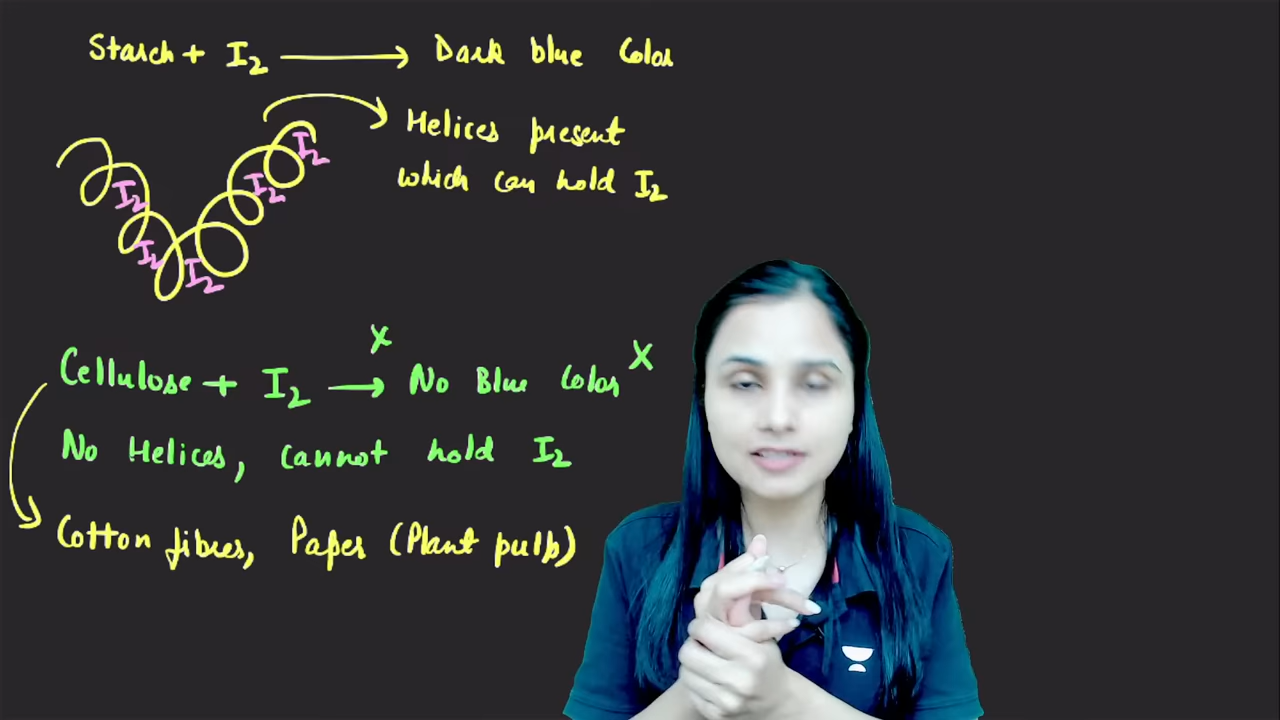 Starch + I2 → Dark blue Color
Helices present
which can hold I2
I2
I2
I2
I2
I2
x
Cellulose + I2 → No Blue Color x
No Helices, cannot hold I2
Cotton fibres, Paper (Plant pulp)